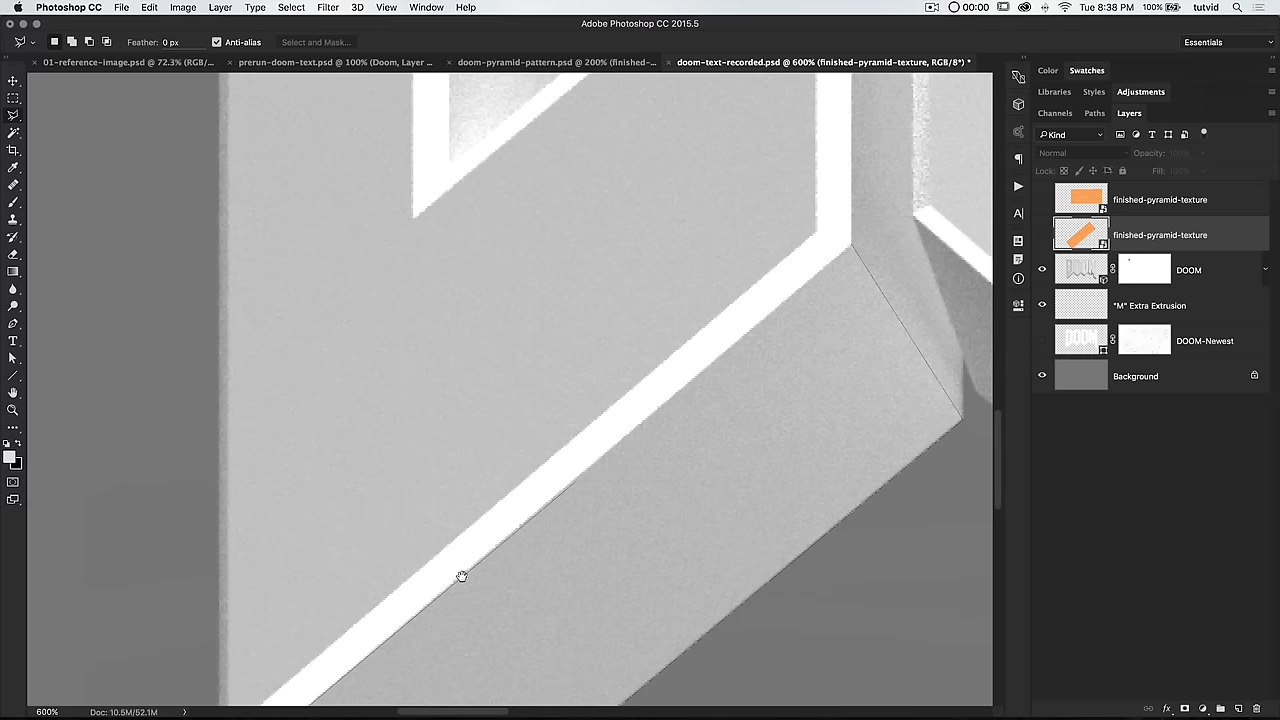 Photoshop CC File Edit Image Layer Type Select Filter 3D View Window Help 00:00 100% Tue 8:38 PM tutvid
Adobe Photoshop CC 2015.5
Feather: 0 px Anti-alias Select and Mask... Essentials
01-reference-image.psd @ 72.3% (RGB/... prerun-doom-text.psd @ 100% (Doom, Layer ... doom-pyramid-pattern.psd @ 200% (finished-... doom-text-recorded.psd @ 600% (finished-pyramid-texture, RGB/8*) *
Color Swatches
Libraries Styles Adjustments
Channels Paths Layers
Kind
Normal Opacity: 100%
Lock: Fill: 100%
finished-pyramid-texture
finished-pyramid-texture
DOOM
"M" Extra Extrusion
DOOM-Newest
Background
600% Doc: 10.5M/52.1M